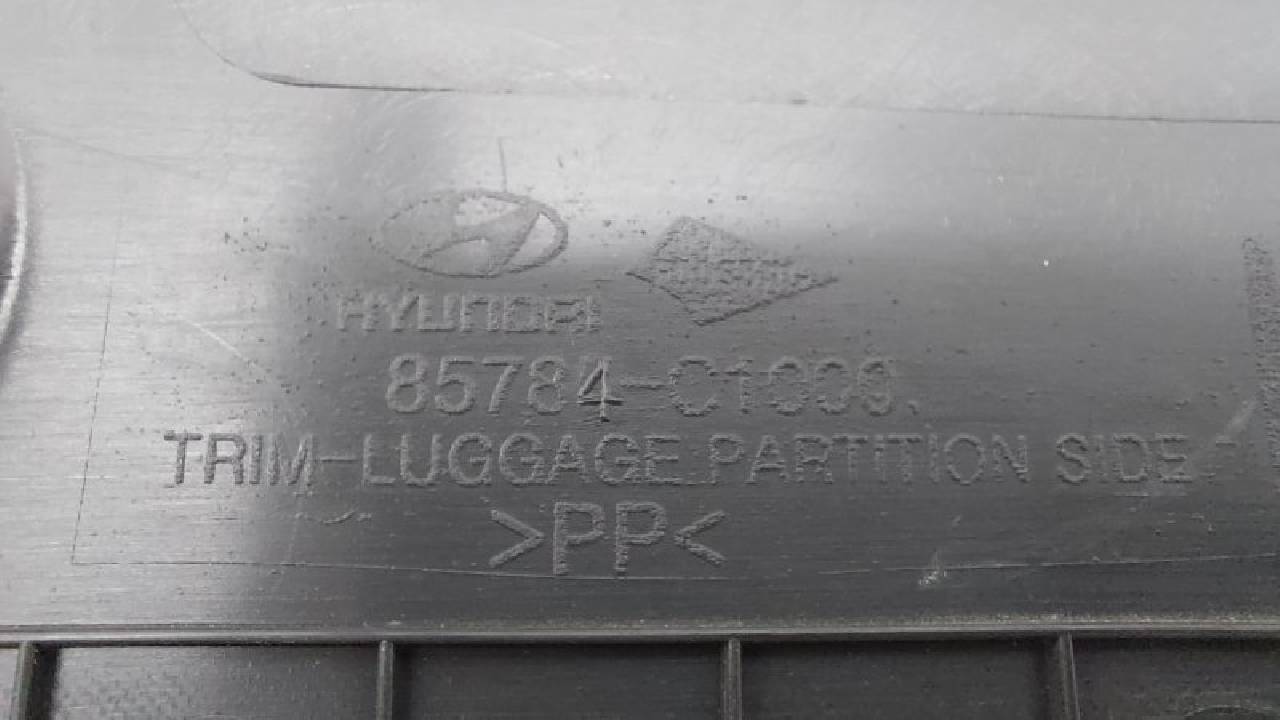 HYUNDAI
85784-C1000
TRIM-LUGGAGE PARTITION SIDE
>PP<